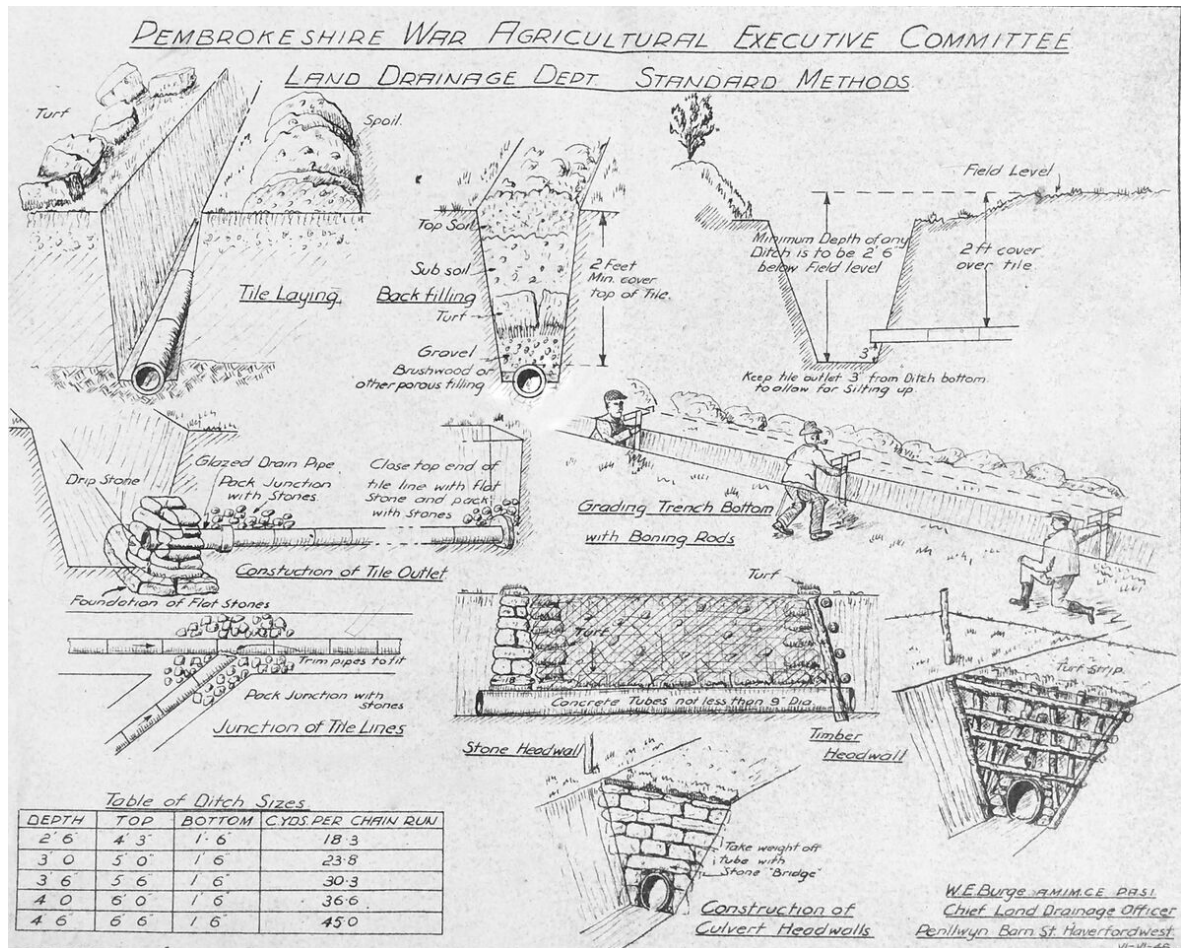 PEMBROKESHIRE WAR AGRICULTURAL EXECUTIVE COMMITTEE
LAND DRAINAGE DEPT. STANDARD METHODS
Turf
Spoil.
Tile Laying.
Top Soil
Sub soil
Back filling
Turf
Gravel
Brushwood or
other porous filling
2 Feet
Min. cover
top of Tile.
Field Level
Minimum Depth of any
Ditch is to be 2' 6"
below Field level
2 ft cover
over tile.
3"
Keep tile outlet 3" from Ditch bottom
to allow for Silting up.
Drip Stone
Glazed Drain Pipe
Pack Junction
with Stones.
Close top end of
tile line with flat
Stone and pack
with Stones
Constuction of Tile Outlet
Foundation of Flat Stones
Grading Trench Bottom
with Boning Rods
Trim pipes to fit
Pack Junction with
stones
Junction of Tile Lines
Turf
Turf
18"
Concrete Tubes not less than 9" Dia
Stone Headwall
Timber
Headwall
Turf Strip.
Take weight off
tube with
Stone "Bridge"
Construction of
Culvert Headwalls
Table of Ditch Sizes
DEPTH TOP BOTTOM C.YDS. PER CHAIN RUN
2' 6" 4' 3" 1' 6" 18·3
3' 0" 5' 0" 1' 6" 23·8
3' 6" 5' 6" 1' 6" 30·3
4' 0" 6' 0" 1' 6" 36·6
4' 6" 6' 6" 1' 6" 45·0
W.E.Burge A.M.I.M.C.E. P.A.S.I.
Chief Land Drainage Officer
Penllwyn Barn St. Haverfordwest